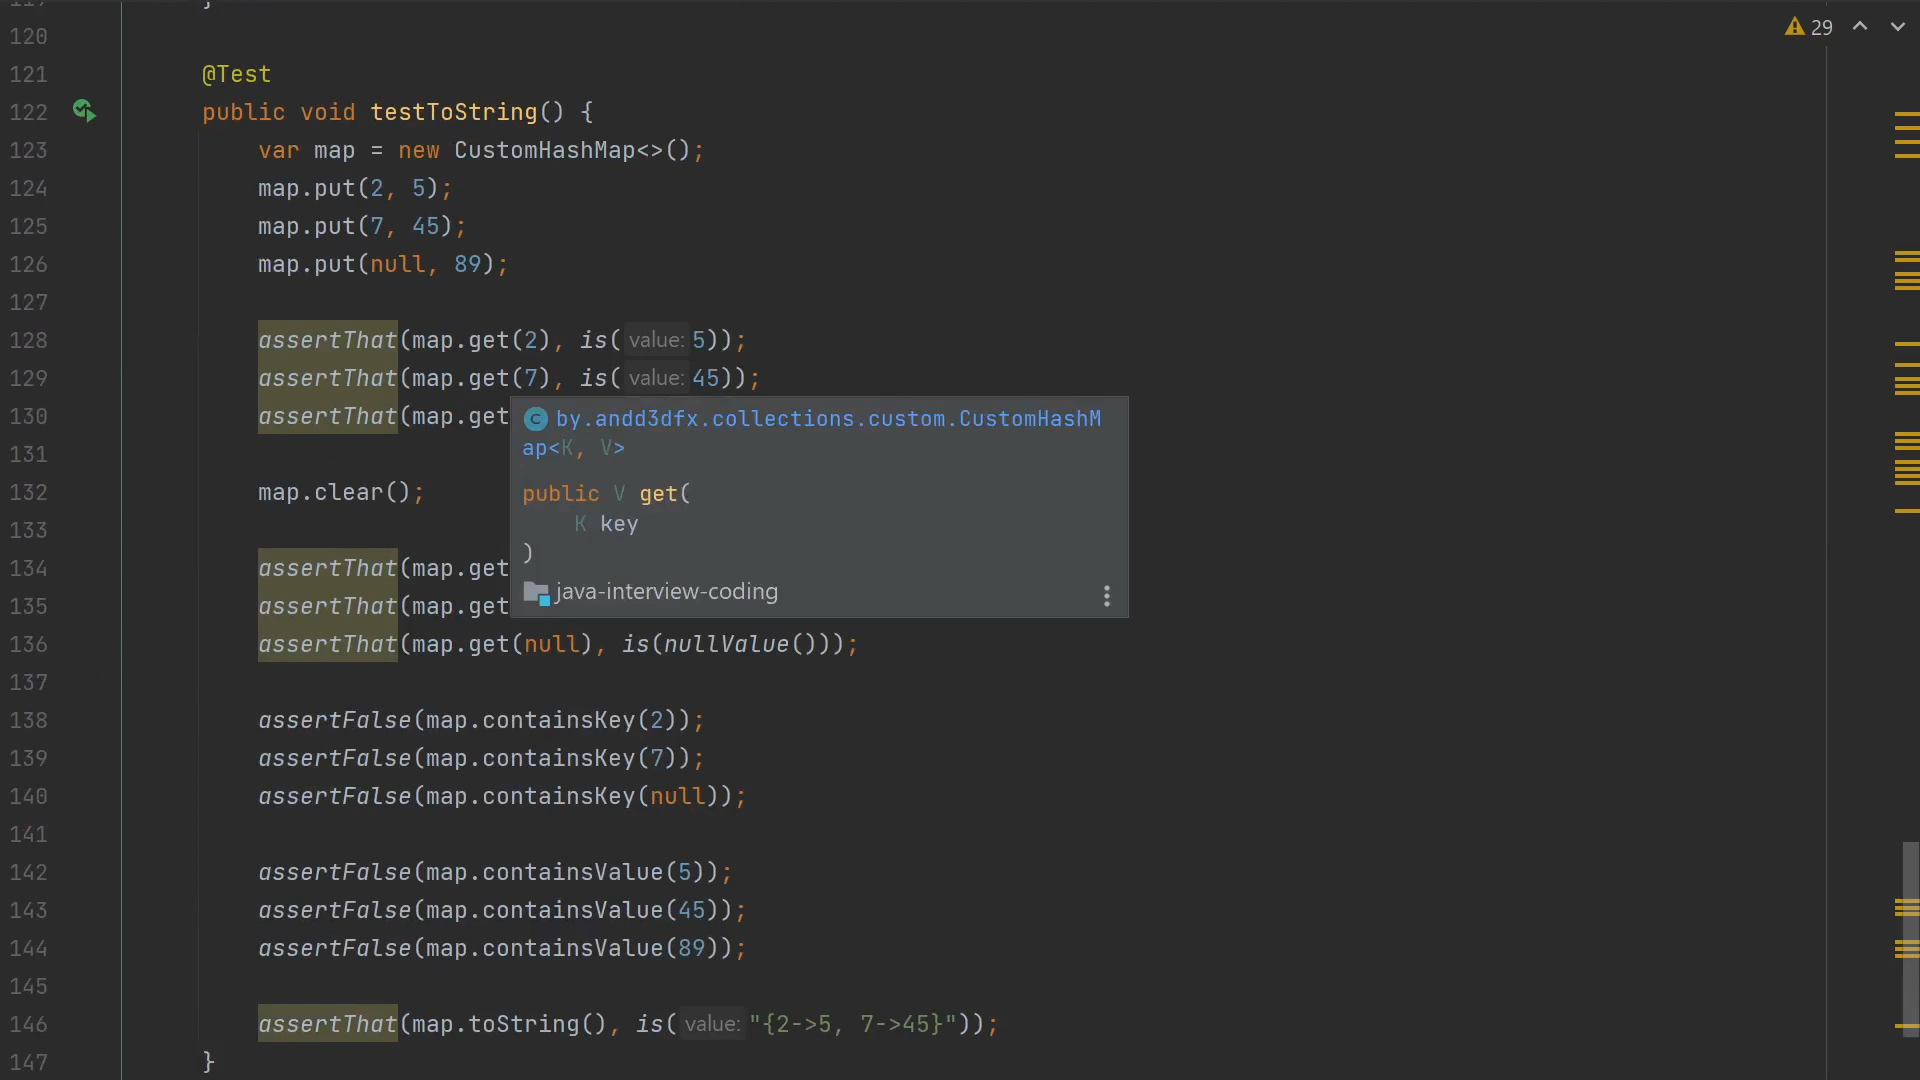 120
29
121 @Test
122 public void testToString() {
123 var map = new CustomHashMap<>();
124 map.put(2, 5);
125 map.put(7, 45);
126 map.put(null, 89);
127
128 assertThat(map.get(2), is( value: 5));
129 assertThat(map.get(7), is( value: 45));
130 assertThat(map.get
by.andd3dfx.collections.custom.CustomHashM
ap<K, V>
public V get(
K key
)
java-interview-coding
131
132 map.clear();
133
134 assertThat(map.get
135 assertThat(map.get
136 assertThat(map.get(null), is(nullValue()));
137
138 assertFalse(map.containsKey(2));
139 assertFalse(map.containsKey(7));
140 assertFalse(map.containsKey(null));
141
142 assertFalse(map.containsValue(5));
143 assertFalse(map.containsValue(45));
144 assertFalse(map.containsValue(89));
145
146 assertThat(map.toString(), is( value: "{2->5, 7->45}"));
147 }